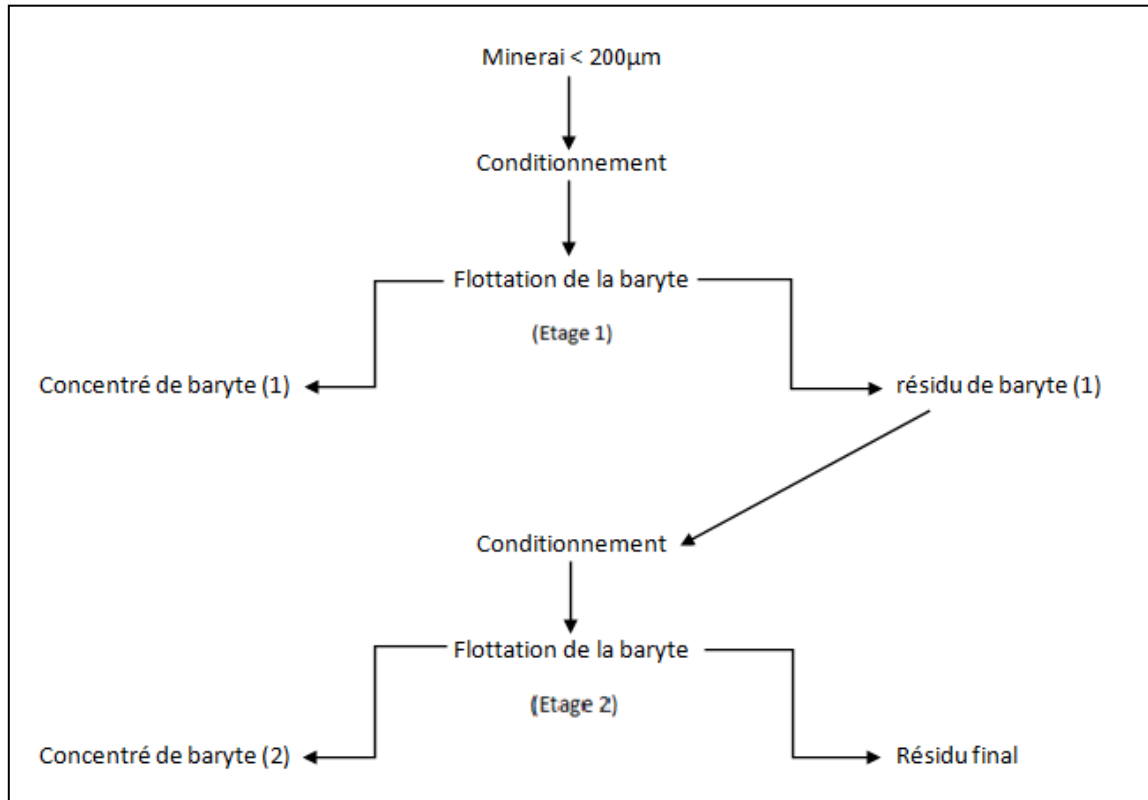 Minerai < 200µm
Conditionnement
Flottation de la baryte
(Etage 1)
Concentré de baryte (1)
résidu de baryte (1)
Conditionnement
Flottation de la baryte
(Etage 2)
Concentré de baryte (2)
Résidu final